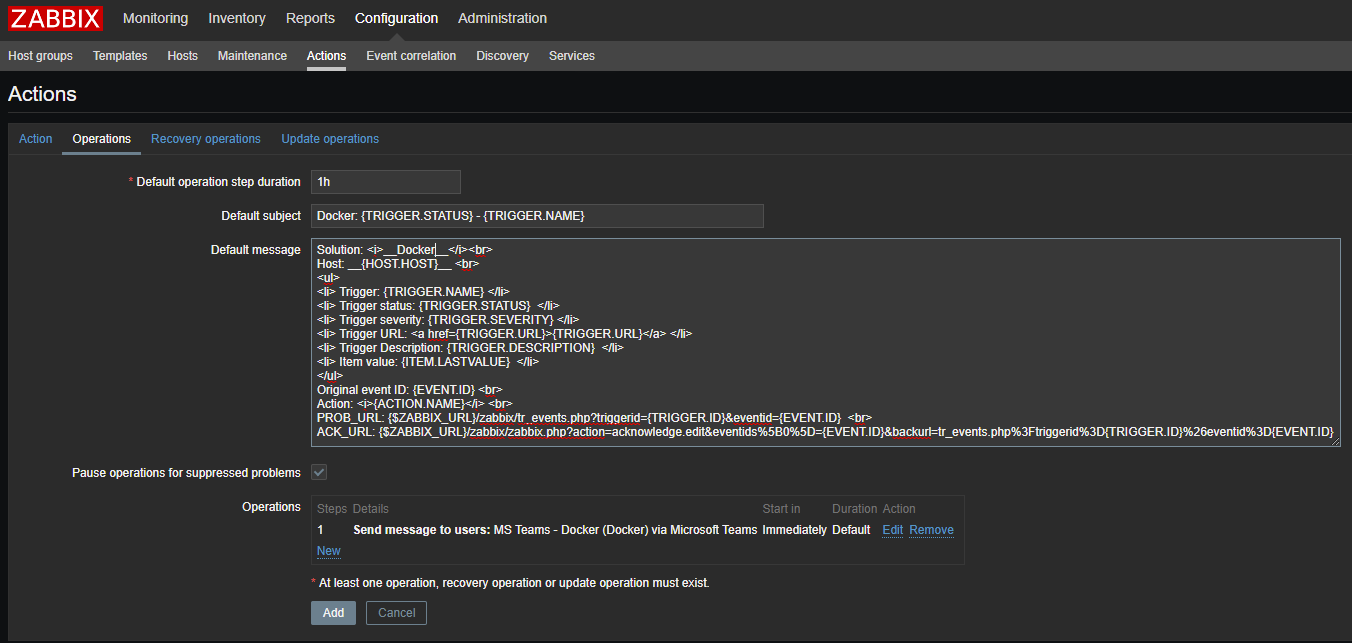 ZABBIX Monitoring Inventory Reports Configuration Administration
Host groups Templates Hosts Maintenance Actions Event correlation Discovery Services
Actions
Action Operations Recovery operations Update operations
* Default operation step duration 1h
Default subject Docker: {TRIGGER.STATUS} - {TRIGGER.NAME}
Default message Solution: <i>__Docker__</i><br>
Host: __{HOST.HOST}__ <br>
<ul>
<li> Trigger: {TRIGGER.NAME} </li>
<li> Trigger status: {TRIGGER.STATUS}  </li>
<li> Trigger severity: {TRIGGER.SEVERITY} </li>
<li> Trigger URL: <a href={TRIGGER.URL}>{TRIGGER.URL}</a> </li>
<li> Trigger Description: {TRIGGER.DESCRIPTION}  </li>
<li> Item value: {ITEM.LASTVALUE}  </li>
</ul>
Original event ID: {EVENT.ID} <br>
Action: <i>{ACTION.NAME}</i> <br>
PROB_URL: {$ZABBIX_URL}/zabbix/tr_events.php?triggerid={TRIGGER.ID}&eventid={EVENT.ID}  <br>
ACK_URL: {$ZABBIX_URL}/zabbix/zabbix.php?action=acknowledge.edit&eventids%5B0%5D={EVENT.ID}&backurl=tr_events.php%3Ftriggerid%3D{TRIGGER.ID}%26eventid%3D{EVENT.ID}
Pause operations for suppressed problems
Operations Steps Details Start in Duration Action
1 Send message to users: MS Teams - Docker (Docker) via Microsoft Teams Immediately Default Edit Remove
New
* At least one operation, recovery operation or update operation must exist.
Add Cancel